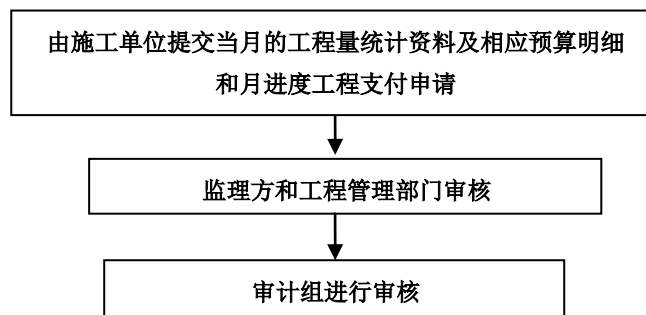 由施工单位提交当月的工程量统计资料及相应预算明细
和月进度工程支付申请
监理方和工程管理部门审核
审计组进行审核